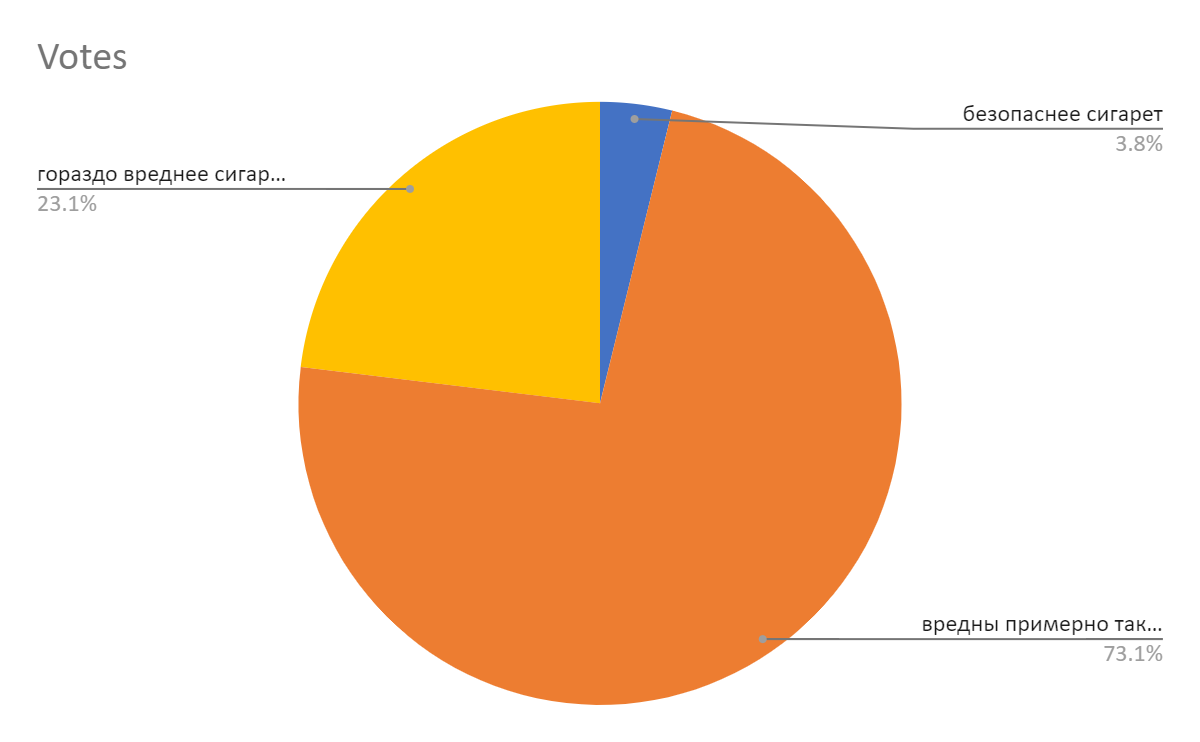 Votes
безопаснее сигарет
3.8%
гораздо вреднее сигар...
23.1%
вредны примерно так...
73.1%